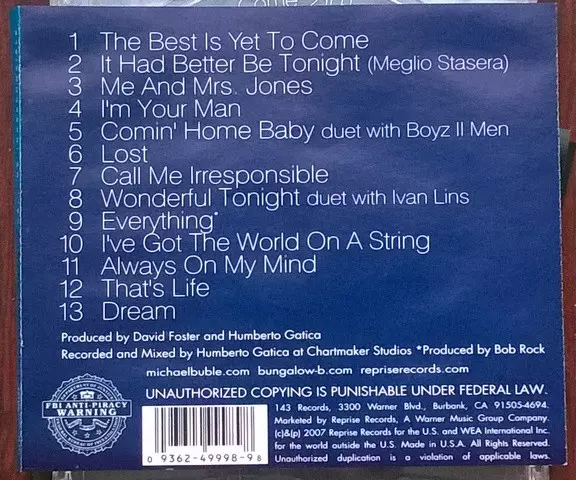 1 The Best Is Yet To Come
2 It Had Better Be Tonight (Meglio Stasera)
3 Me And Mrs. Jones
4 I'm Your Man
5 Comin' Home Baby duet with Boyz II Men
6 Lost
7 Call Me Irresponsible
8 Wonderful Tonight duet with Ivan Lins
9 Everything*
10 I've Got The World On A String
11 Always On My Mind
12 That's Life
13 Dream
Produced by David Foster and Humberto Gatica
Recorded and Mixed by Humberto Gatica at Chartmaker Studios *Produced by Bob Rock
michaelbuble.com bungalow-b.com repriserecords.com
UNAUTHORIZED COPYING IS PUNISHABLE UNDER FEDERAL LAW.
FBI ANTI-PIRACY
WARNING
143 Records, 3300 Warner Blvd., Burbank, CA 91505-4694.
Marketed by Reprise Records, A Warner Music Group Company.
(c)&(p) 2007 Reprise Records for the U.S. and WEA International Inc.
for the world outside the U.S. Made in U.S.A. All Rights Reserved.
Unauthorized duplication is a violation of applicable laws.
0 9362-49998-9 8